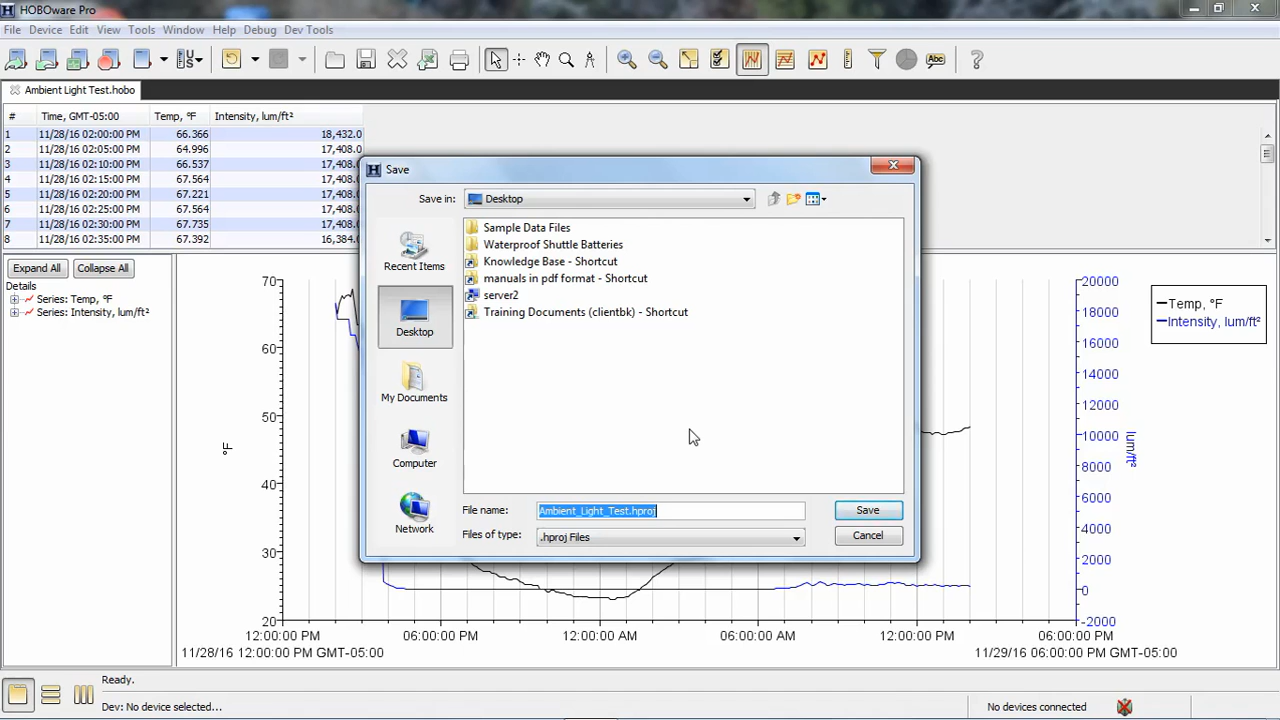 HOBOware Pro
File Device Edit View Tools Window Help Debug Dev Tools
Ambient Light Test.hobo
# Time, GMT-05:00 Temp, °F Intensity, lum/ft²
1 11/28/16 02:00:00 PM 66.366 18,432.0
2 11/28/16 02:05:00 PM 64.996 17,408.0
3 11/28/16 02:10:00 PM 66.537 17,408.0
4 11/28/16 02:15:00 PM 67.564 17,408.0
5 11/28/16 02:20:00 PM 67.221 17,408.0
6 11/28/16 02:25:00 PM 67.564 17,408.0
7 11/28/16 02:30:00 PM 67.735 17,408.0
8 11/28/16 02:35:00 PM 67.392 16,384.0
Expand All Collapse All
Details
Series: Temp, °F
Series: Intensity, lum/ft²
Save
Save in: Desktop
Recent Items
Desktop
My Documents
Computer
Network
Sample Data Files
Waterproof Shuttle Batteries
Knowledge Base - Shortcut
manuals in pdf format - Shortcut
server2
Training Documents (clientbk) - Shortcut
File name: Ambient_Light_Test.hproj
Save
Files of type: .hproj Files
Cancel
70
60
50
40
30
20
°F
20000
18000
16000
14000
12000
10000
8000
6000
4000
2000
0
-2000
lum/ft²
Temp, °F
Intensity, lum/ft²
12:00:00 PM 06:00:00 PM 12:00:00 AM 06:00:00 AM 12:00:00 PM 06:00:00 PM
11/28/16 12:00:00 PM GMT-05:00 11/29/16 06:00:00 PM GMT-05:00
Ready.
Dev: No device selected... No devices connected